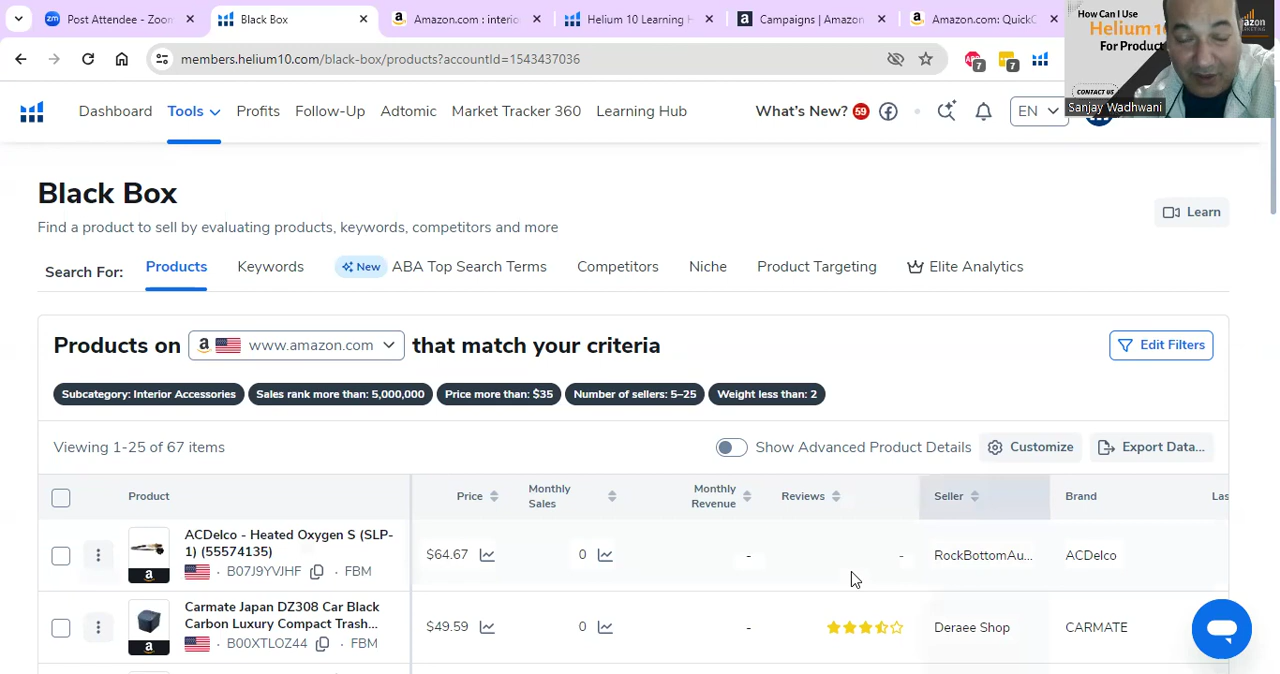 Post Attendee - Zoon
Black Box
Amazon.com : interio
Helium 10 Learning H
Campaigns | Amazon
Amazon.com: QuickC
members.helium10.com/black-box/products?accountId=1543437036
7
7
How Can I Use
Helium 10
For Product
CONTACT US
Sanjay Wadhwani
Dashboard
Tools
Profits
Follow-Up
Adtomic
Market Tracker 360
Learning Hub
What's New? 59
EN
Black Box
Find a product to sell by evaluating products, keywords, competitors and more
Learn
Search For:
Products
Keywords
New
ABA Top Search Terms
Competitors
Niche
Product Targeting
Elite Analytics
Products on
www.amazon.com
that match your criteria
Edit Filters
Subcategory: Interior Accessories
Sales rank more than: 5,000,000
Price more than: $35
Number of sellers: 5–25
Weight less than: 2
Viewing 1-25 of 67 items
Show Advanced Product Details
Customize
Export Data...
Product
Price
Monthly
Sales
Monthly
Revenue
Reviews
Seller
Brand
Las
ACDelco - Heated Oxygen S (SLP-
1) (55574135)
B07J9YVJHF
FBM
$64.67
0
-
-
RockBottomAu...
ACDelco
Carmate Japan DZ308 Car Black
Carbon Luxury Compact Trash...
B00XTLOZ44
FBM
$49.59
0
-
Deraee Shop
CARMATE